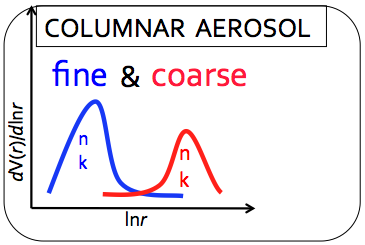 COLUMNAR AEROSOL
fine & coarse
dV(r)/dlnr
n
k
n
k
lnr